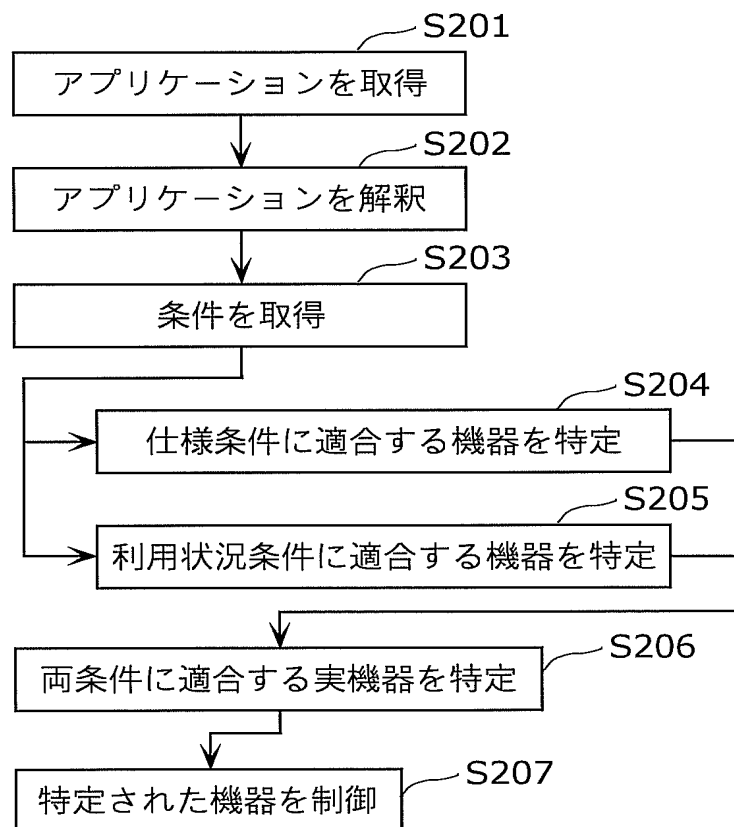 S201
アプリケーションを取得
S202
アプリケーションを解釈
S203
条件を取得
S204
仕様条件に適合する機器を特定
S205
利用状況条件に適合する機器を特定
S206
両条件に適合する実機器を特定
S207
特定された機器を制御